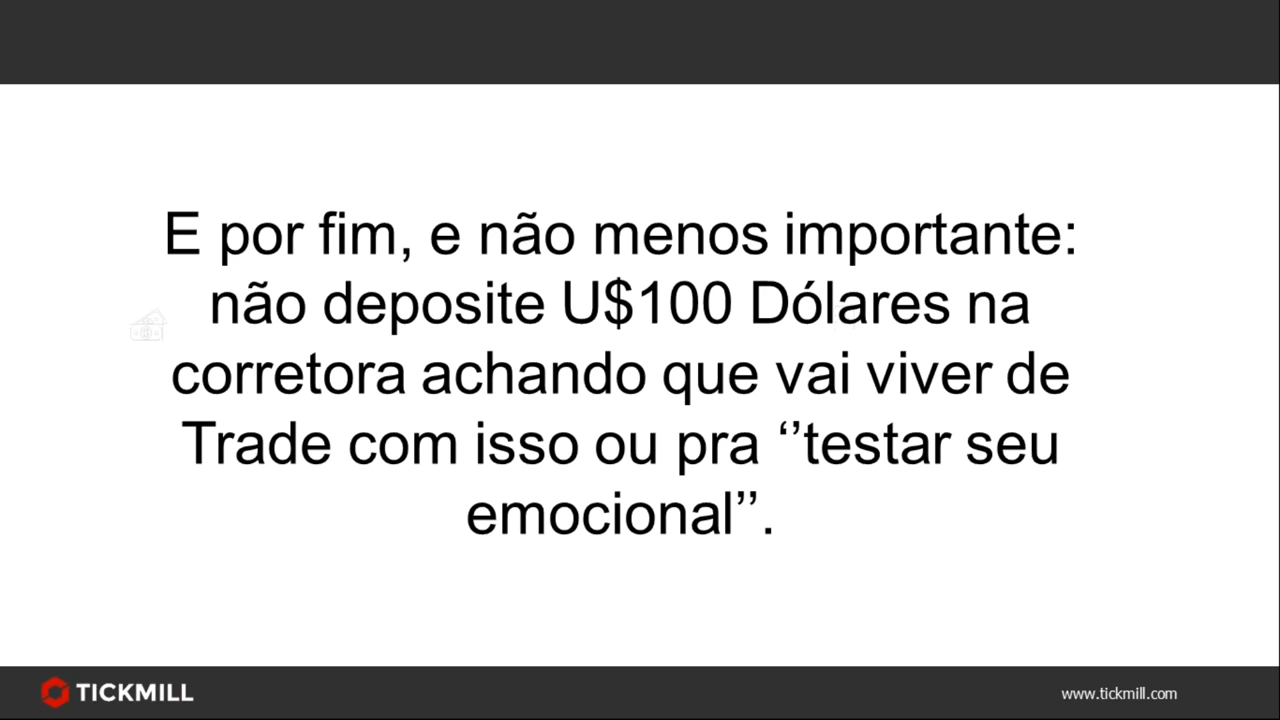 E por fim, e não menos importante:
não deposite U$100 Dólares na
corretora achando que vai viver de
Trade com isso ou pra ‘’testar seu
emocional’’.
TICKMILL
www.tickmill.com